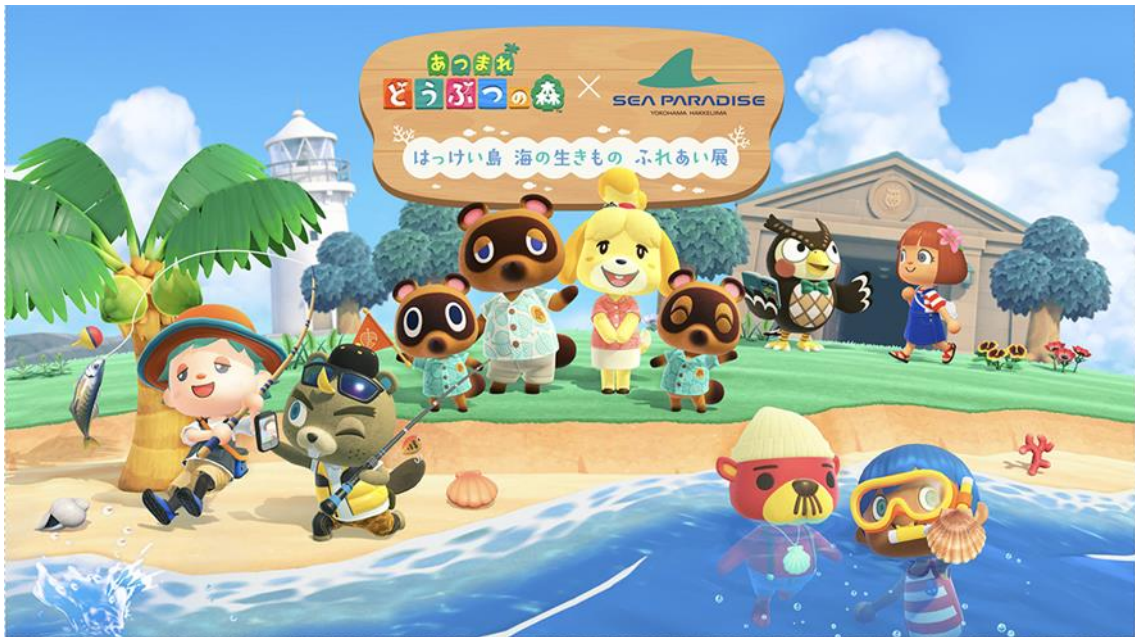 あつまれ
どうぶつの森
×
SEA PARADISE
YOKOHAMA HAKKEIJIMA
はっけい島 海の生きもの ふれあい展